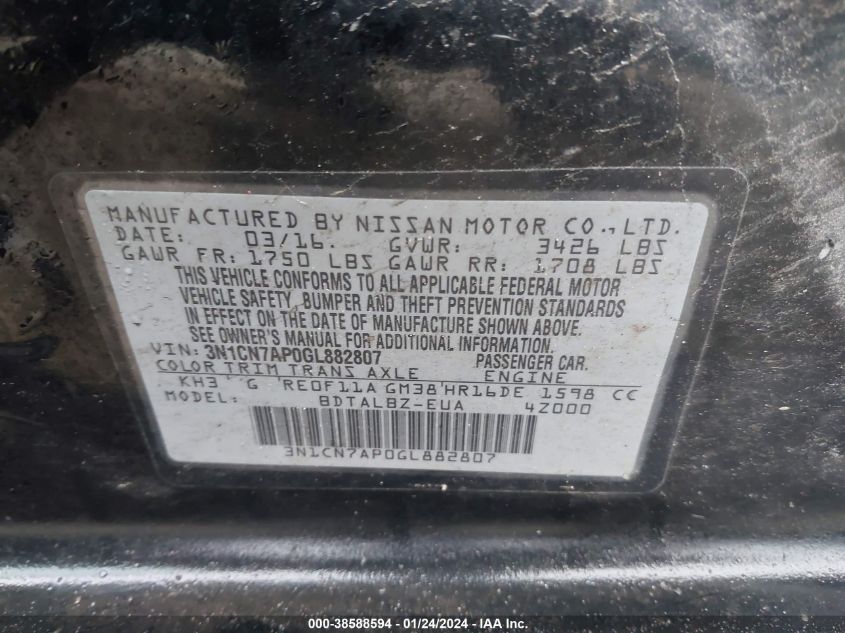 MANUFACTURED BY NISSAN MOTOR CO., LTD.
DATE: 03/16. GVWR: 3426 LBS
GAWR FR: 1750 LBS GAWR RR: 1708 LBS
THIS VEHICLE CONFORMS TO ALL APPLICABLE FEDERAL MOTOR
VEHICLE SAFETY, BUMPER AND THEFT PREVENTION STANDARDS
IN EFFECT ON THE DATE OF MANUFACTURE SHOWN ABOVE.
SEE OWNER'S MANUAL FOR ADDITIONAL INFORMATION
VIN: 3N1CN7AP0GL882807 PASSENGER CAR.
COLOR TRIM TRANS AXLE ENGINE
KH3 G RE0F11A GM38 HR16DE 1598 CC
MODEL: BDTALBZ-EUA 4Z000
3N1CN7AP0GL882807
000-38588594 - 01/24/2024 - IAAI.com